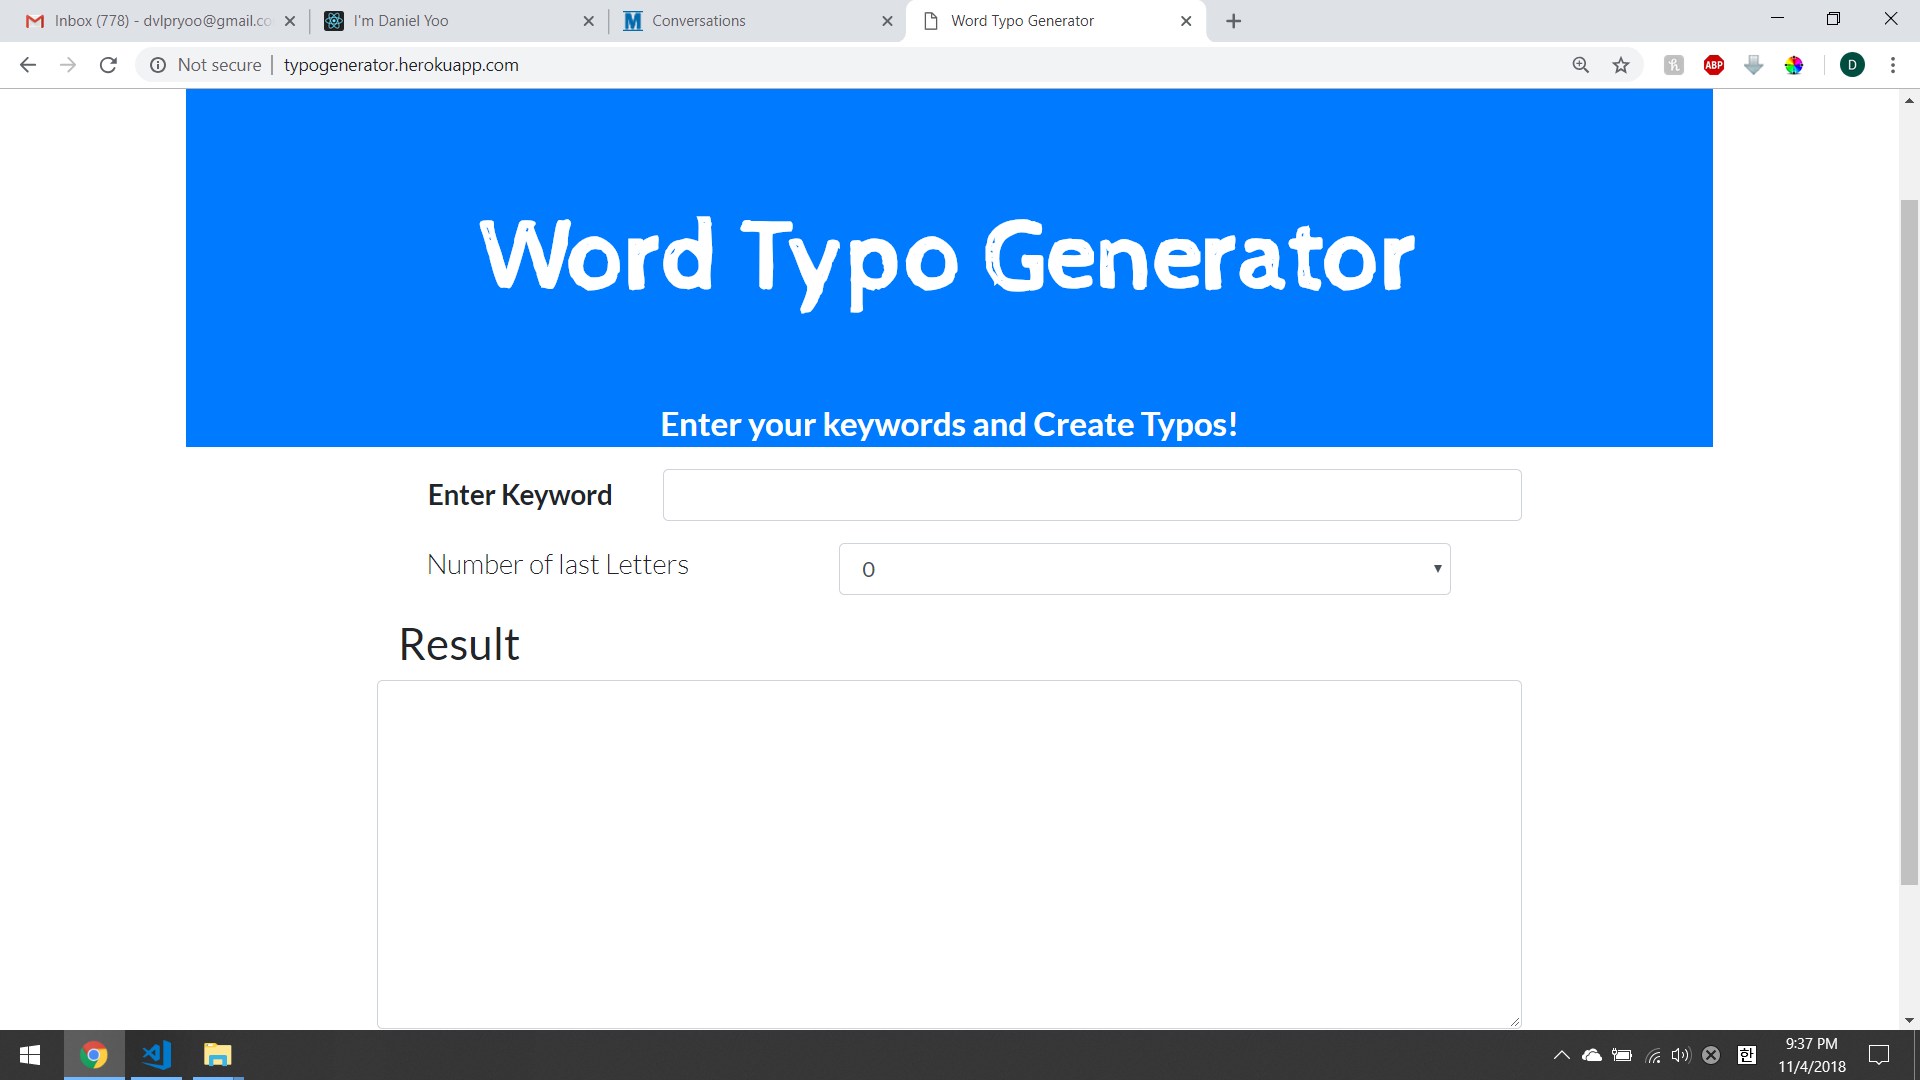 Inbox (778) - dvlpryoo@gmail.co
I'm Daniel Yoo
Conversations
Word Typo Generator
Not secure
typogenerator.herokuapp.com
ABP
D
Word Typo Generator
Enter your keywords and Create Typos!
Enter Keyword
Number of last Letters
0
Result
한
9:37 PM
11/4/2018